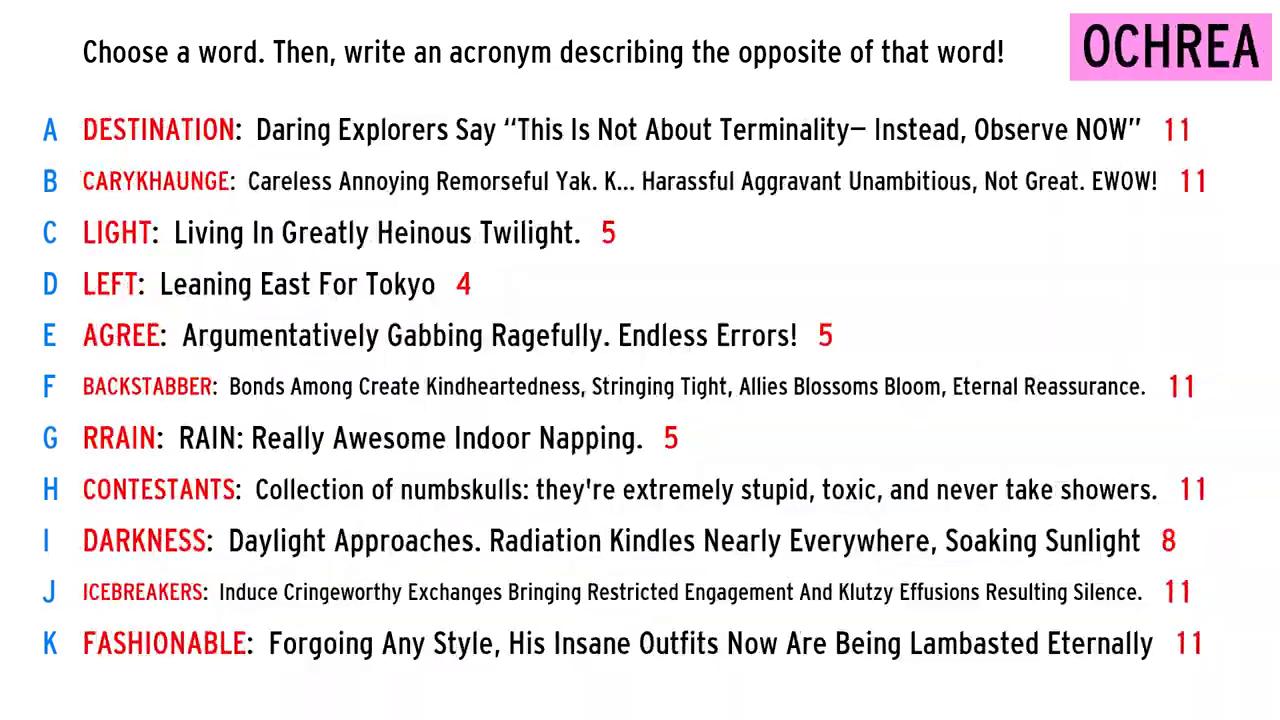 Choose a word. Then, write an acronym describing the opposite of that word!
OCHREA
A DESTINATION: Daring Explorers Say “This Is Not About Terminality— Instead, Observe NOW” 11
B CARYKHAUNGE: Careless Annoying Remorseful Yak. K... Harassful Aggravant Unambitious, Not Great. EWOW! 11
C LIGHT: Living In Greatly Heinous Twilight. 5
D LEFT: Leaning East For Tokyo 4
E AGREE: Argumentatively Gabbing Ragefully. Endless Errors! 5
F BACKSTABBER: Bonds Among Create Kindheartedness, Stringing Tight, Allies Blossoms Bloom, Eternal Reassurance. 11
G RRAIN: RAIN: Really Awesome Indoor Napping. 5
H CONTESTANTS: Collection of numbskulls: they're extremely stupid, toxic, and never take showers. 11
I DARKNESS: Daylight Approaches. Radiation Kindles Nearly Everywhere, Soaking Sunlight 8
J ICEBREAKERS: Induce Cringeworthy Exchanges Bringing Restricted Engagement And Klutzy Effusions Resulting Silence. 11
K FASHIONABLE: Forgoing Any Style, His Insane Outfits Now Are Being Lambasted Eternally 11